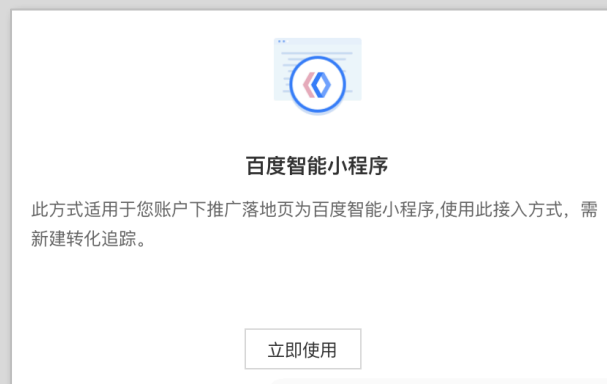 百度智能小程序
此方式适用于您账户下推广落地页为百度智能小程序,使用此接入方式，需
新建转化追踪。
立即使用